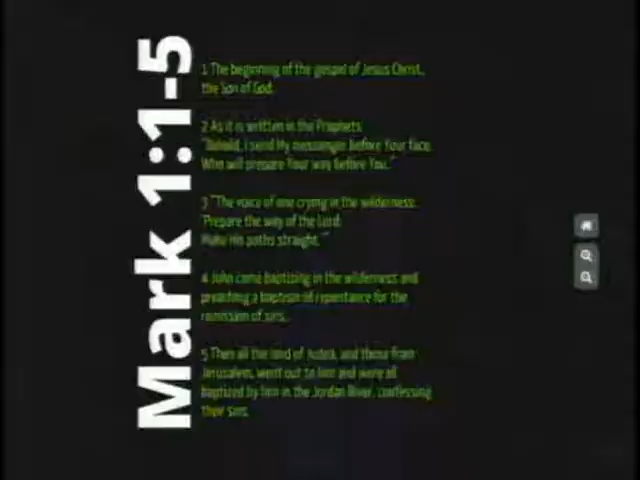 Mark 1:1-5
1 The beginning of the gospel of Jesus Christ,
the Son of God.
2 As it is written in the Prophets:
"Behold, I send My messenger before Your face,
Who will prepare Your way before You."
3 "The voice of one crying in the wilderness:
'Prepare the way of the Lord;
Make His paths straight.'"
4 John came baptizing in the wilderness and
preaching a baptism of repentance for the
remission of sins.
5 Then all the land of Judea, and those from
Jerusalem, went out to him and were all
baptized by him in the Jordan River, confessing
their sins.